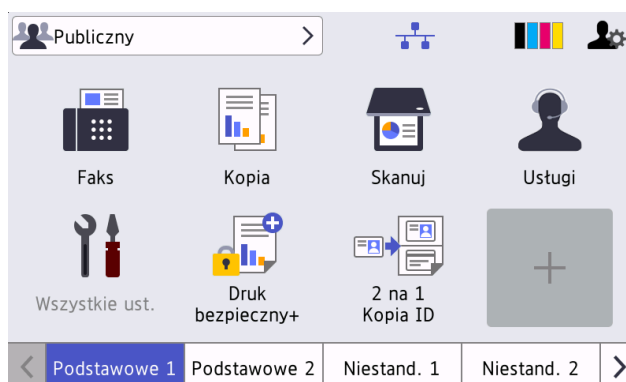 Publiczny
Faks
Kopia
Skanuj
Usługi
Wszystkie ust.
Druk
bezpieczny+
2 na 1
Kopia ID
Podstawowe 1
Podstawowe 2
Niestand. 1
Niestand. 2